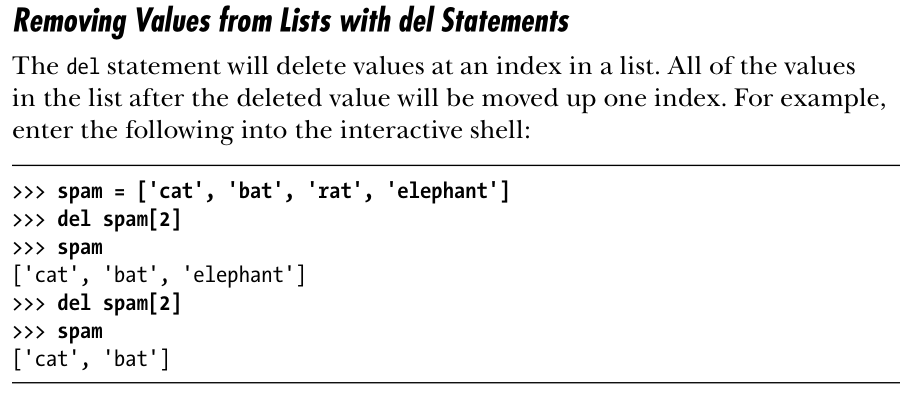 Removing Values from Lists with del Statements
The del statement will delete values at an index in a list. All of the values
in the list after the deleted value will be moved up one index. For example,
enter the following into the interactive shell:
>>> spam = ['cat', 'bat', 'rat', 'elephant']
>>> del spam[2]
>>> spam
['cat', 'bat', 'elephant']
>>> del spam[2]
>>> spam
['cat', 'bat']